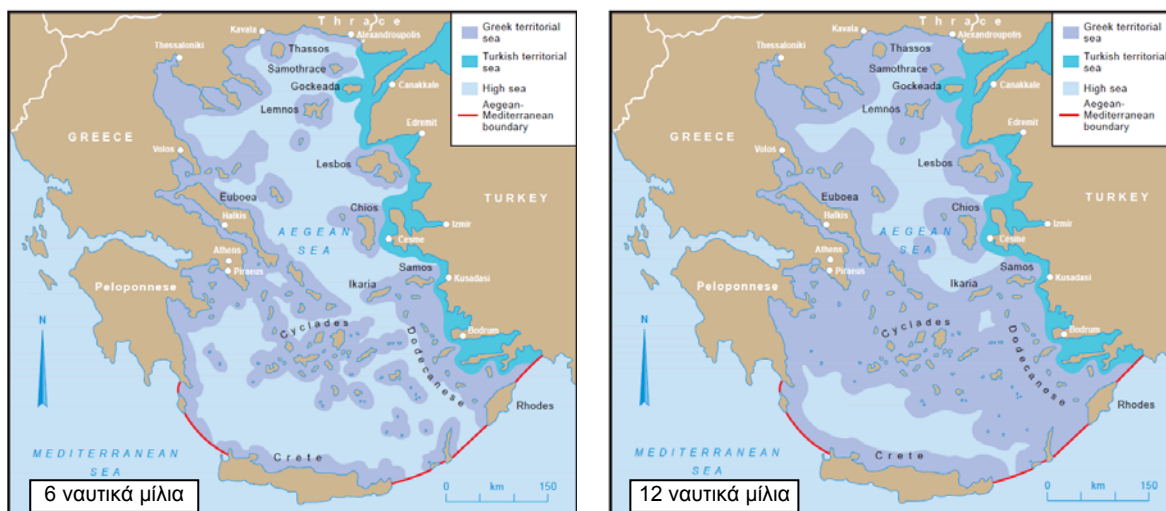 Thrace
Kavala
Alexandroupolis
Thessaloniki
Thassos
Samothrace
Gockeada
Canakkale
Lemnos
GREECE
Edremit
Volos
Lesbos
TURKEY
Euboea
Chios
Halkis
AEGEAN
SEA
Izmir
Cesme
Athens
Piraeus
Samos
Ikaria
Kusadasi
Peloponnese
Cyclades
Bodrum
Dodecanese
N
Rhodes
MEDITERRANEAN
SEA
Crete
km
0 150
6 ναυτικά μίλια
Greek territorial
sea
Turkish territorial
sea
High sea
Aegean-
Mediterranean
boundary
Thrace
Kavala
Alexandroupolis
Thessaloniki
Thassos
Samothrace
Gockeada
Canakkale
Lemnos
GREECE
Edremit
Volos
Lesbos
TURKEY
Euboea
Chios
Halkis
AEGEAN
SEA
Izmir
Cesme
Athens
Piraeus
Samos
Ikaria
Kusadasi
Peloponnese
Cyclades
Bodrum
Dodecanese
N
Rhodes
MEDITERRANEAN
SEA
Crete
km
0 150
12 ναυτικά μίλια
Greek territorial
sea
Turkish territorial
sea
High sea
Aegean-
Mediterranean
boundary